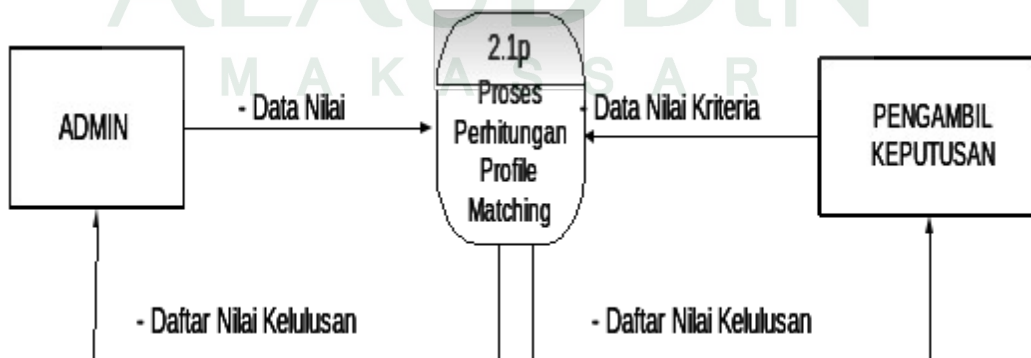 ALAUDDIN
MAKASSAR
2.1p
Proses
Perhitungan
Profile
Matching
ADMIN
- Data Nilai
- Data Nilai Kriteria
PENGAMBIL
KEPUTUSAN
- Daftar Nilai Kelulusan
- Daftar Nilai Kelulusan